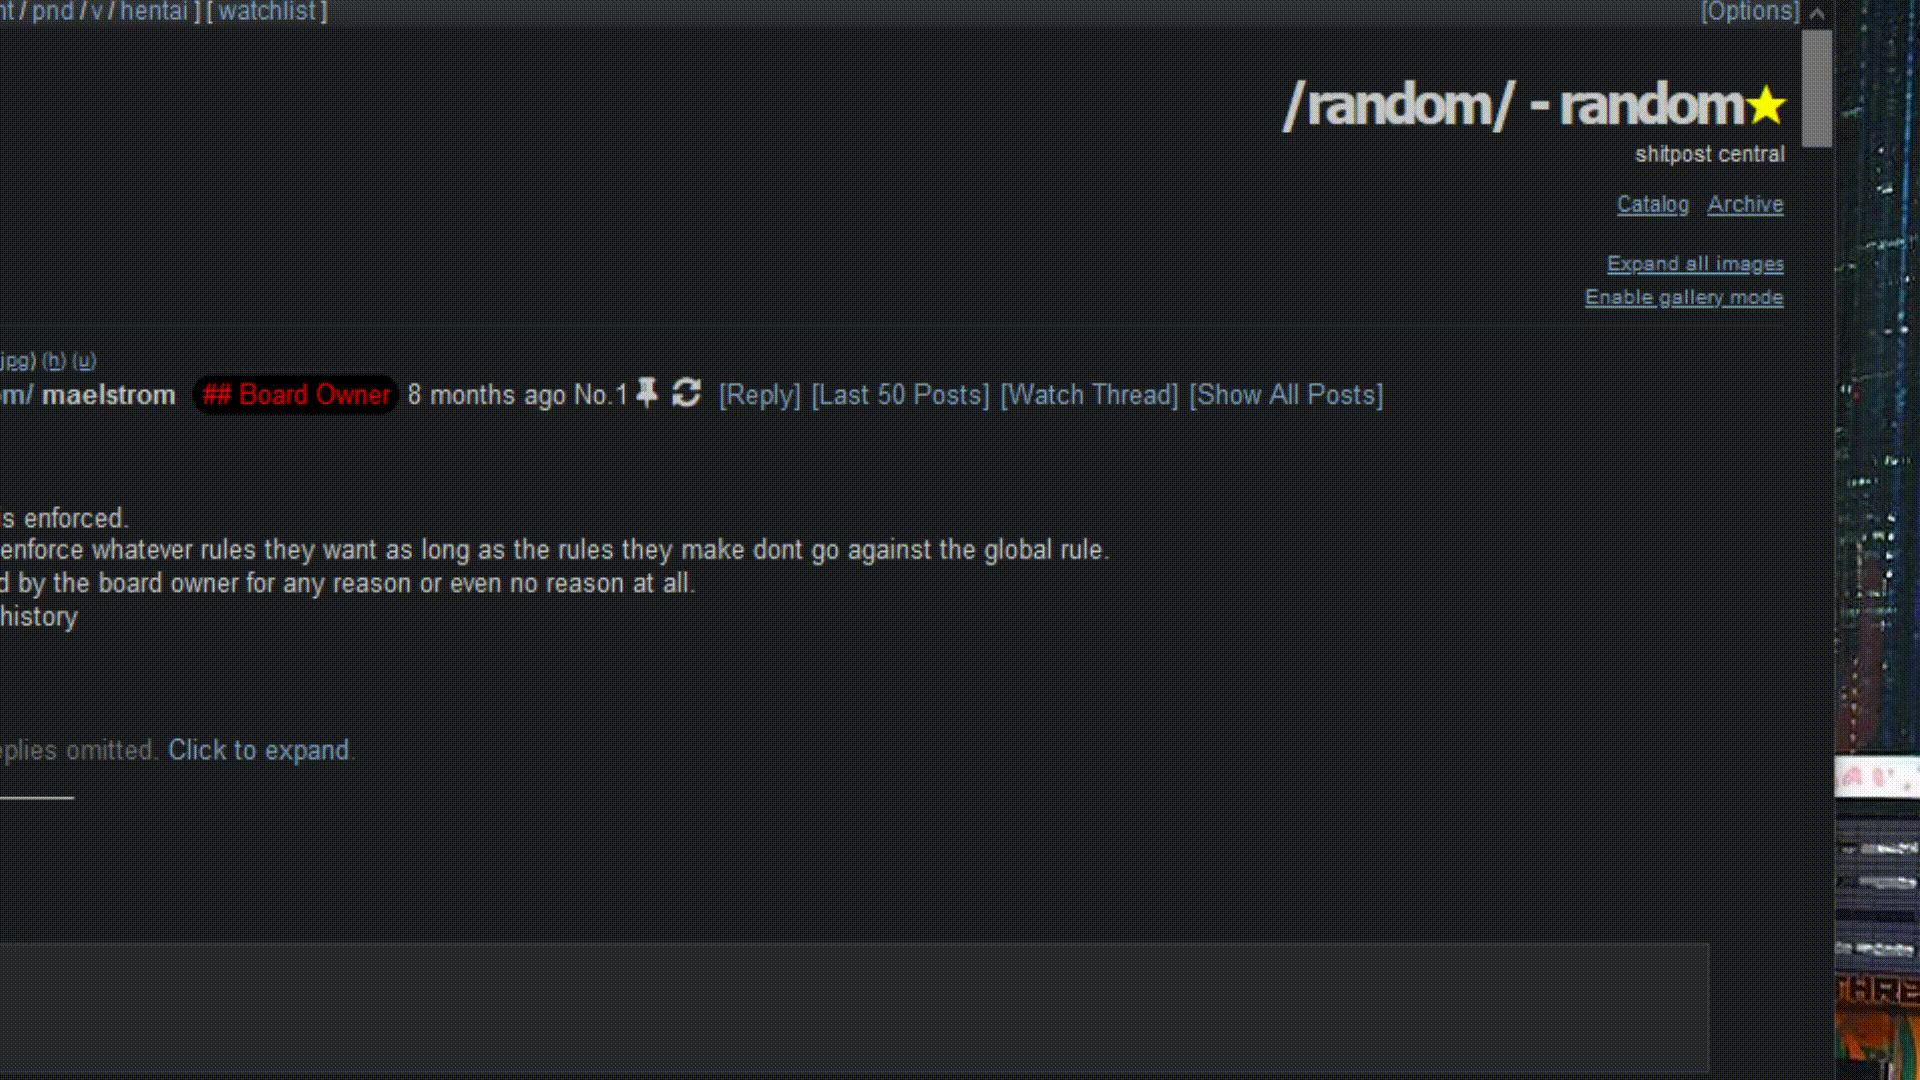 / pnd / v / hentai ] [ watchlist ]
[Options]
/random/ - random★
shitpost central
Catalog Archive
Expand all images
Enable gallery mode
jpg) (h) (u)
m/ maelstrom ## Board Owner 8 months ago No.1 [Reply] [Last 50 Posts] [Watch Thread] [Show All Posts]
s enforced.
enforce whatever rules they want as long as the rules they make dont go against the global rule.
d by the board owner for any reason or even no reason at all.
history
eplies omitted. Click to expand.
THRE